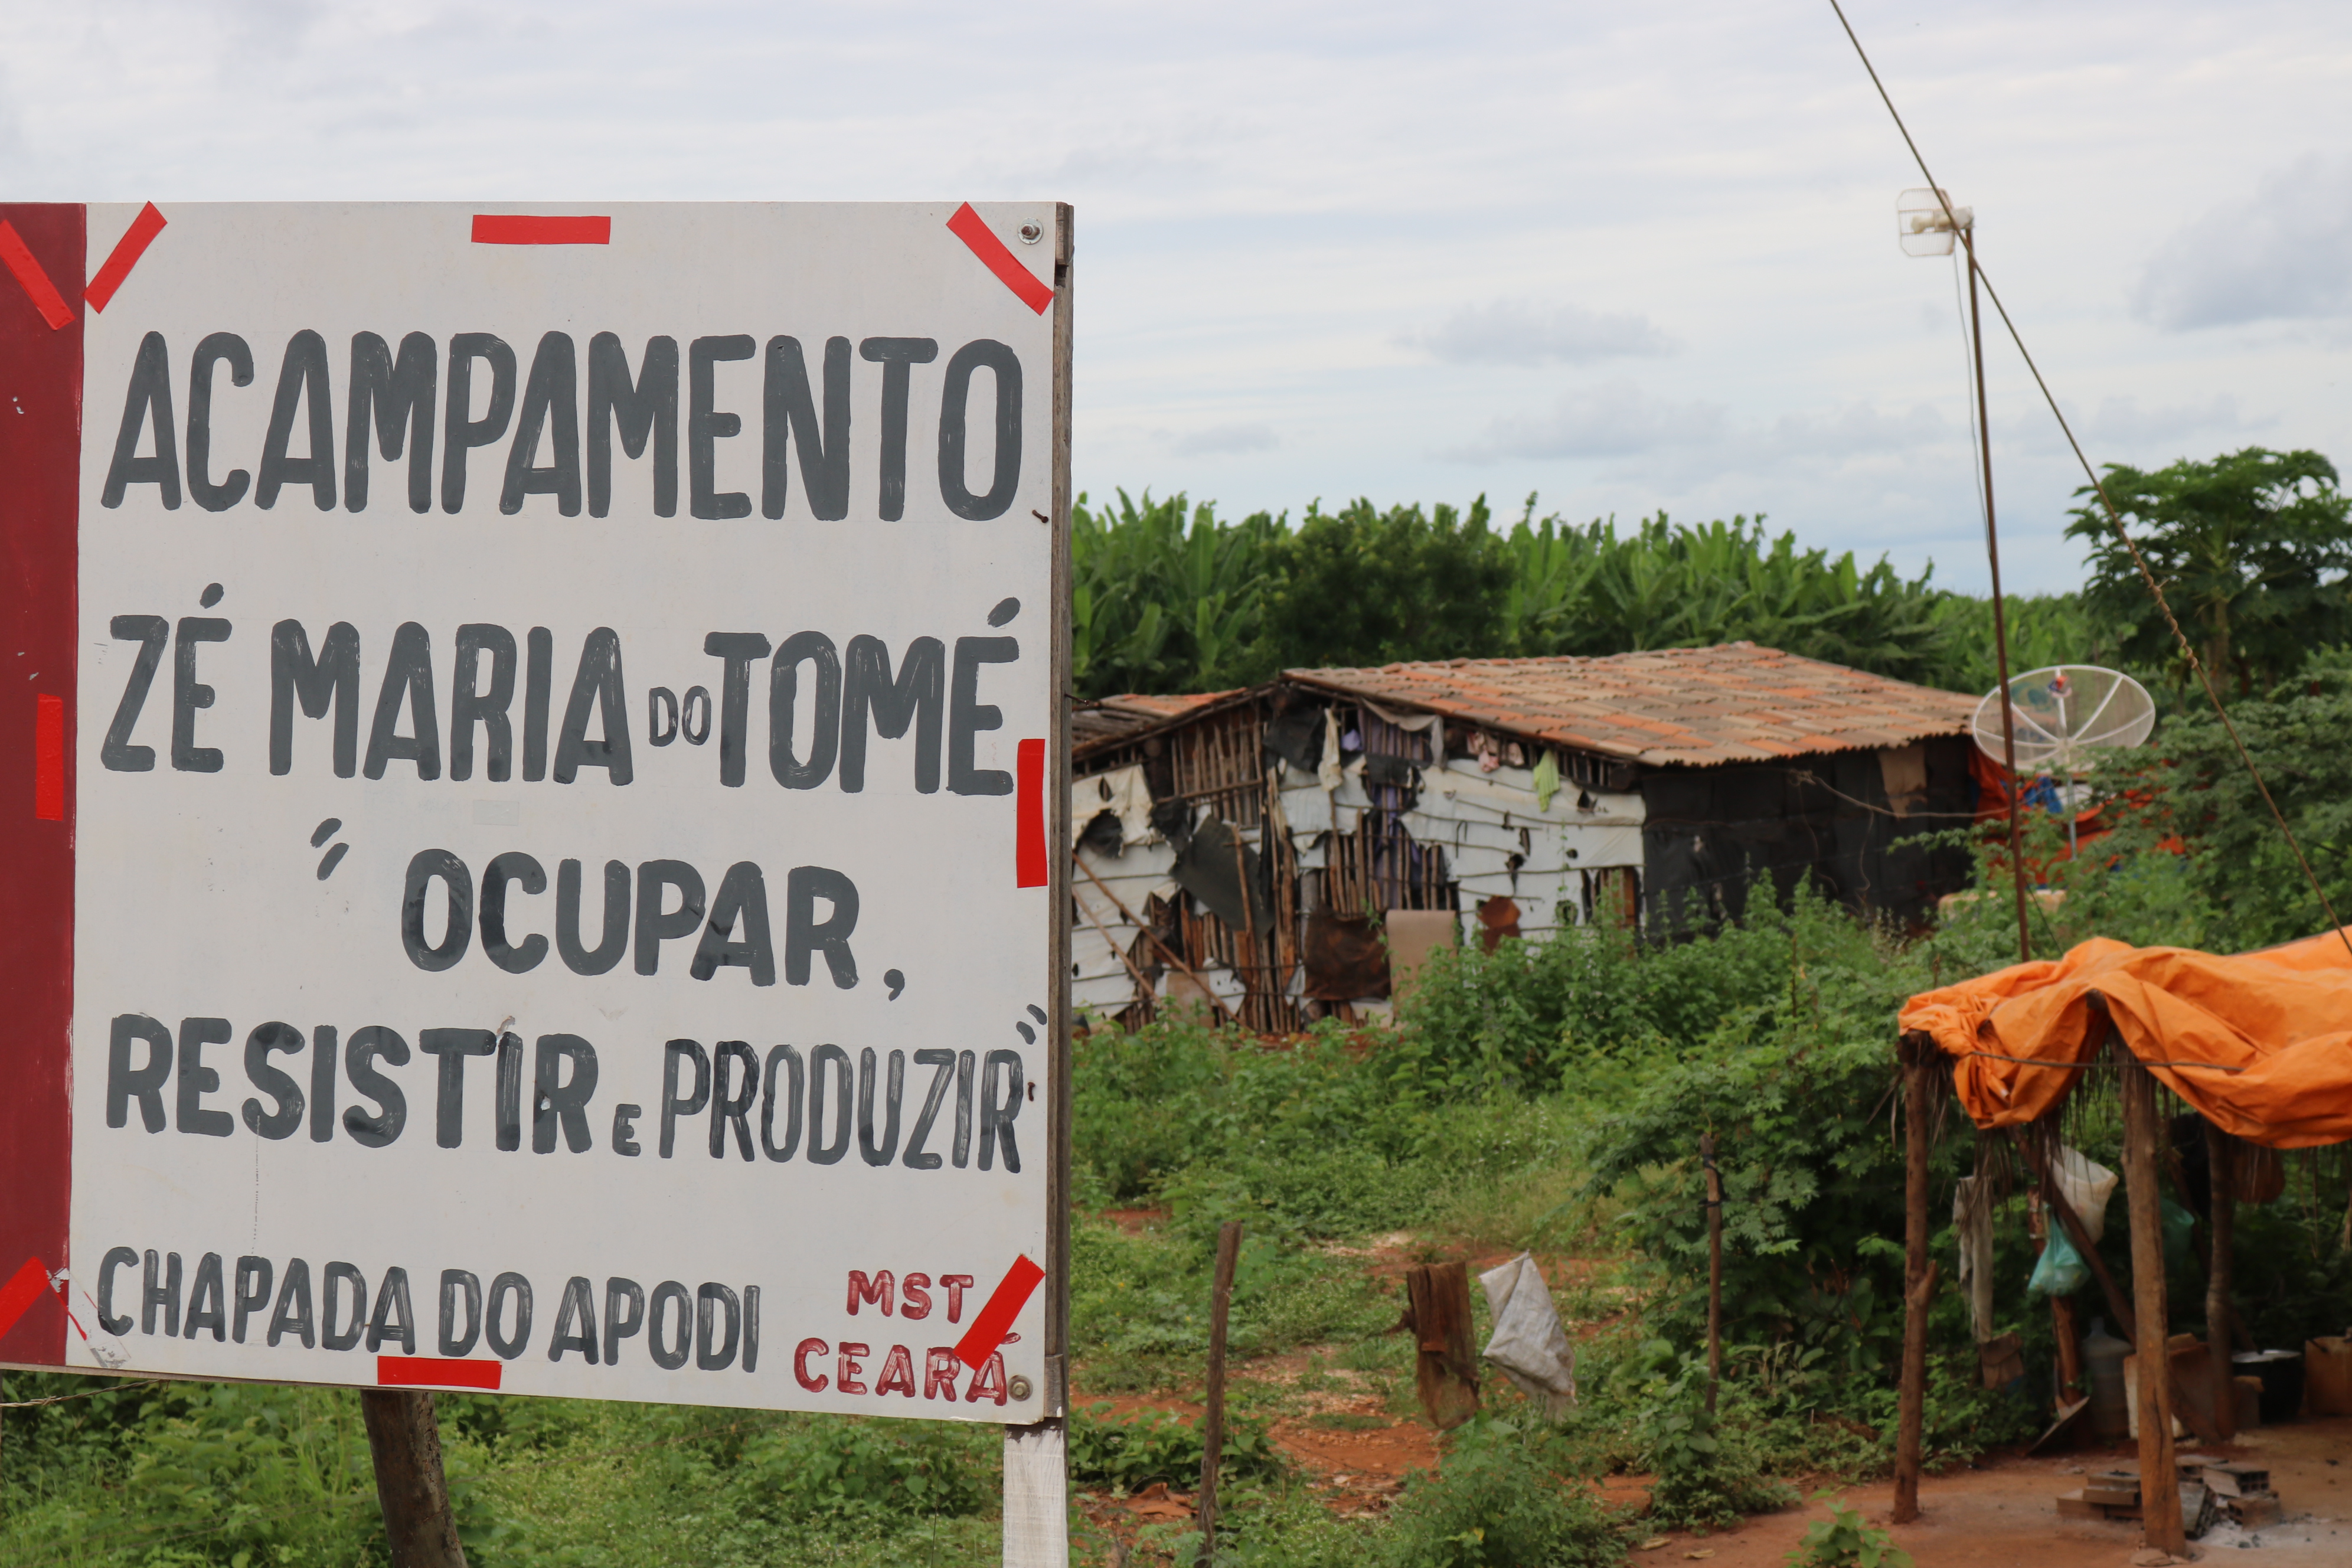 ACAMPAMENTO
ZÉ MARIA DO TOMÉ
" OCUPAR,
RESISTIR E PRODUZIR"
CHAPADA DO APODI
MST
CEARÁ